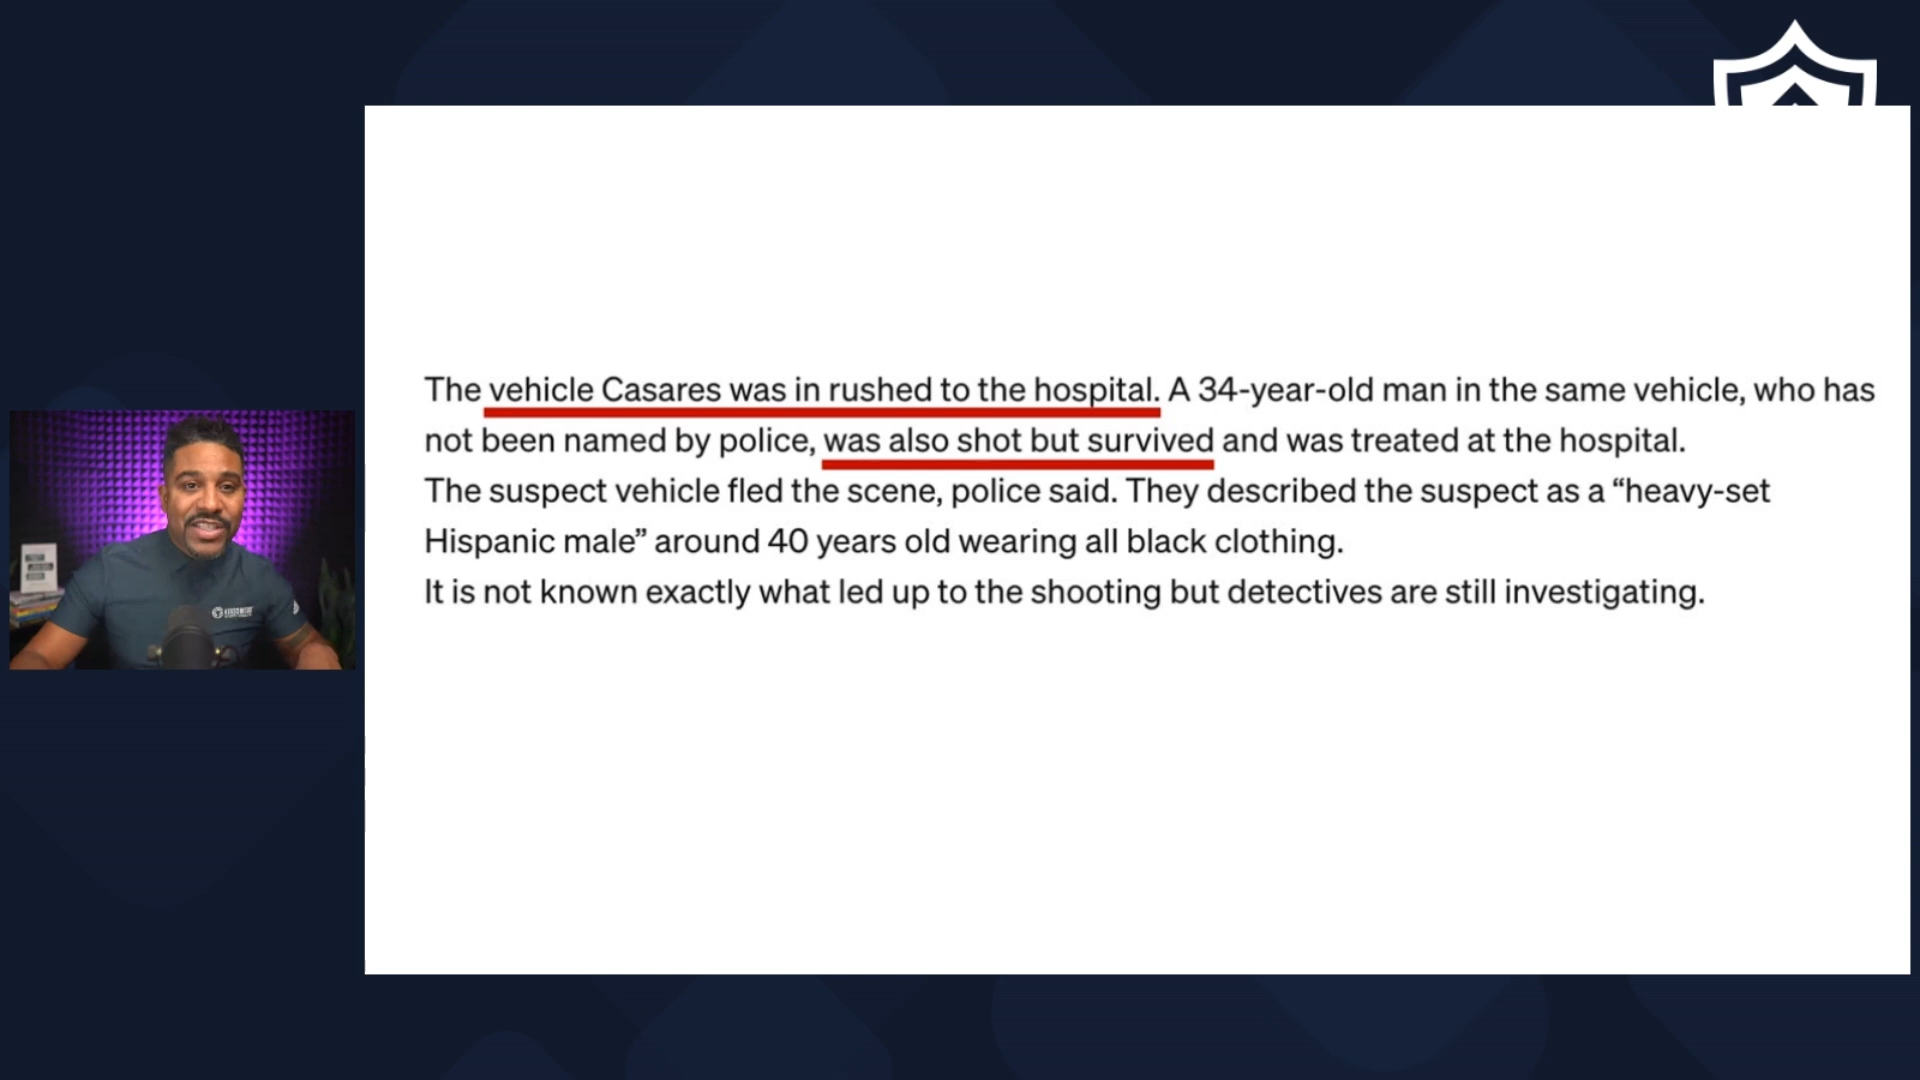 The vehicle Casares was in rushed to the hospital. A 34-year-old man in the same vehicle, who has
not been named by police, was also shot but survived and was treated at the hospital.
The suspect vehicle fled the scene, police said. They described the suspect as a “heavy-set
Hispanic male” around 40 years old wearing all black clothing.
It is not known exactly what led up to the shooting but detectives are still investigating.